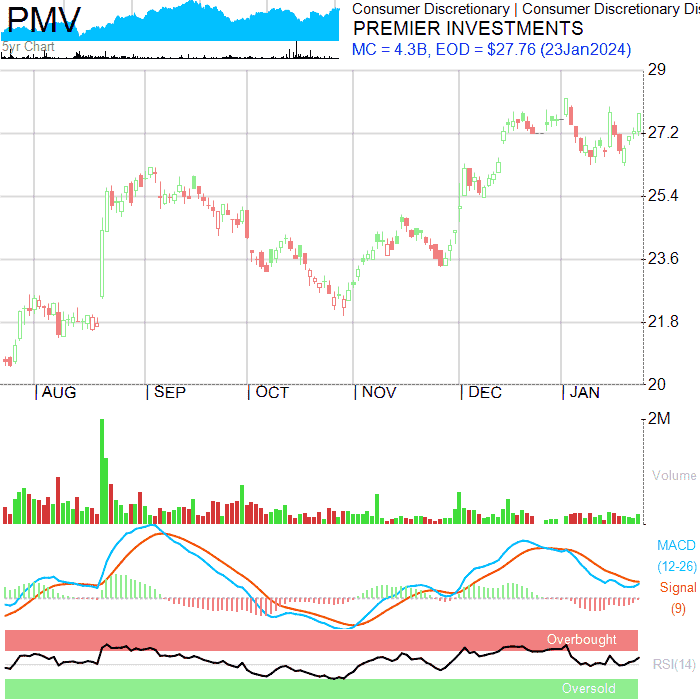 PMV
5yr Chart
Consumer Discretionary | Consumer Discretionary Dis
PREMIER INVESTMENTS
MC = 4.3B, EOD = $27.76 (23Jan2024)
29
27.2
25.4
23.6
21.8
20
| AUG | SEP | OCT | NOV | DEC | JAN
2M
Volume
MACD
(12-26)
Signal
(9)
Overbought
RSI(14)
Oversold